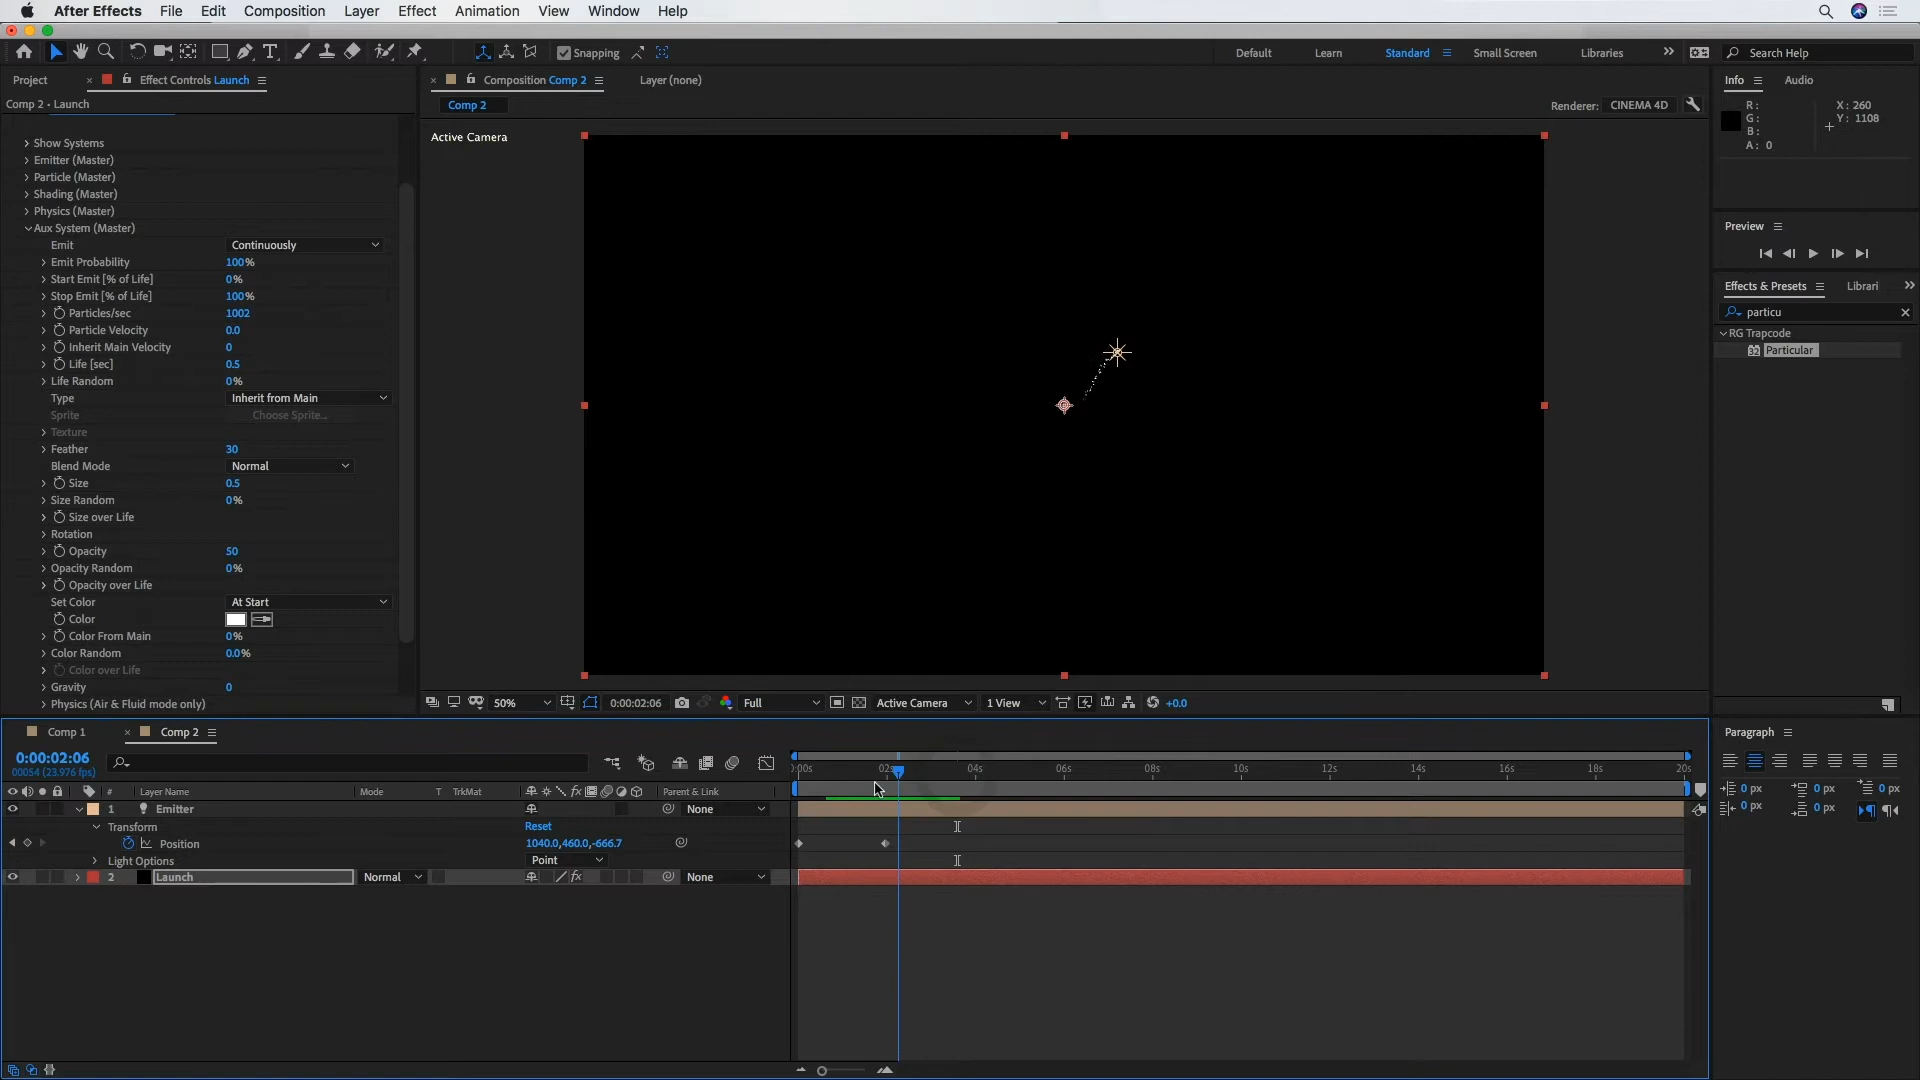 After Effects File Edit Composition Layer Effect Animation View Window Help
Snapping Default Learn Standard Small Screen Libraries Search Help
Project Effect Controls Launch
Comp 2 • Launch
Show Systems
Emitter (Master)
Particle (Master)
Shading (Master)
Physics (Master)
Aux System (Master)
Emit Continuously
Emit Probability 100%
Start Emit [% of Life] 0%
Stop Emit [% of Life] 100%
Particles/sec 1002
Particle Velocity 0.0
Inherit Main Velocity 0
Life [sec] 0.5
Life Random 0%
Type Inherit from Main
Sprite Choose Sprite...
Texture
Feather 30
Blend Mode Normal
Size 0.5
Size Random 0%
Size over Life
Rotation
Opacity 50
Opacity Random 0%
Opacity over Life
Set Color At Start
Color
Color From Main 0%
Color Random 0.0%
Color over Life
Gravity 0
Physics (Air & Fluid mode only)
Composition Comp 2 Layer (none)
Comp 2 Renderer: CINEMA 4D
Active Camera
50% 0:00:02:06 Full Active Camera 1 View +0.0
Info Audio
R: X: 260
G: Y: 1108
B:
A: 0
Preview
Effects & Presets Librari
particu
RG Trapcode
32 Particular
Comp 1 Comp 2
0:00:02:06
00054 (23.976 fps)
:00s 02s 04s 06s 08s 10s 12s 14s 16s 18s 20s
# Layer Name Mode T TrkMat Parent & Link
1 Emitter None
Transform Reset
Position 1040.0,460.0,-666.7
Light Options Point
2 Launch Normal None
Paragraph
0 px 0 px 0 px
0 px 0 px